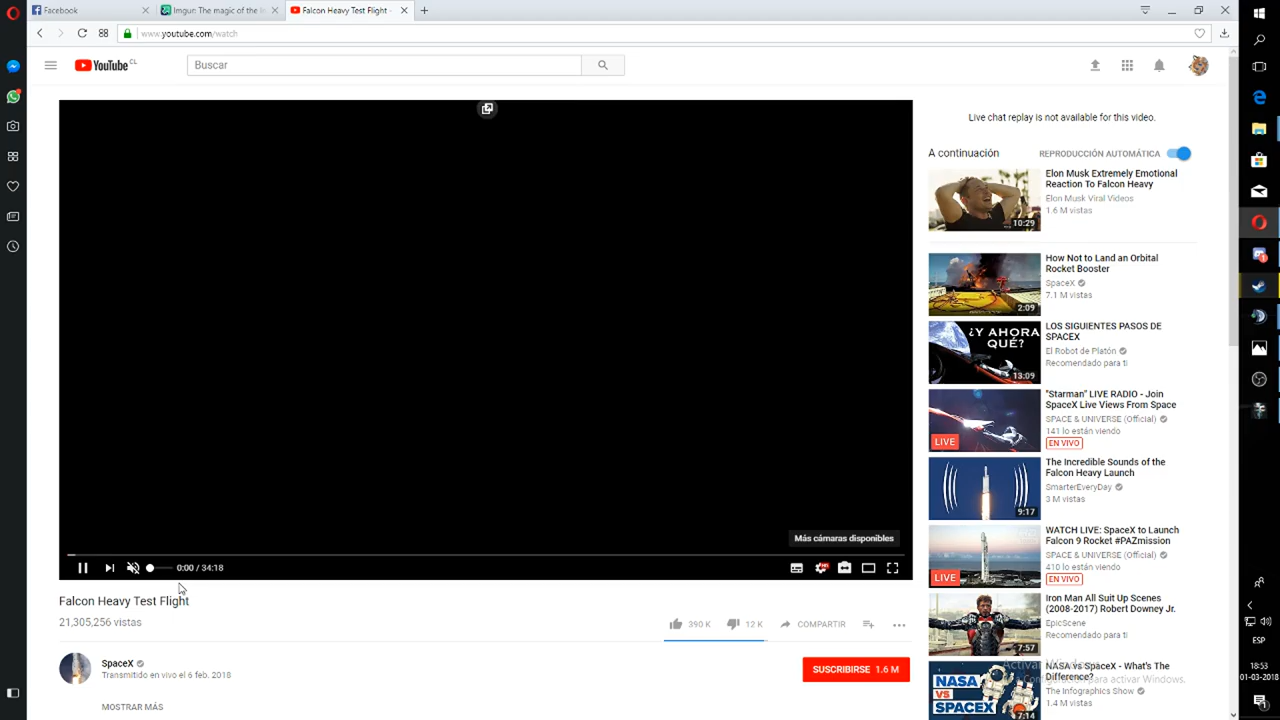 Facebook
Imgur: The magic of the I
Falcon Heavy Test Flight -
www.youtube.com/watch
YouTube CL
Buscar
Live chat replay is not available for this video.
A continuación
REPRODUCCIÓN AUTOMÁTICA
Elon Musk Extremely Emotional
Reaction To Falcon Heavy
Elon Musk Viral Videos
1.6 M vistas
10:29
How Not to Land an Orbital
Rocket Booster
SpaceX
7.1 M vistas
2:09
¿Y AHORA
QUÉ?
13:09
LOS SIGUIENTES PASOS DE
SPACEX
El Robot de Platón
Recomendado para ti
LIVE
"Starman" LIVE RADIO - Join
SpaceX Live Views From Space
SPACE & UNIVERSE (Official)
141 lo están viendo
EN VIVO
9:17
The Incredible Sounds of the
Falcon Heavy Launch
SmarterEveryDay
3 M vistas
LIVE
WATCH LIVE: SpaceX to Launch
Falcon 9 Rocket #PAZmission
SPACE & UNIVERSE (Official)
410 lo están viendo
EN VIVO
7:57
Iron Man All Suit Up Scenes
(2008-2017) Robert Downey Jr.
EpicScene
Recomendado para ti
NASA
VS
SPACEX
7:14
NASA vs SpaceX - What's The
Difference?
The Infographics Show
1.4 M vistas
Más cámaras disponibles
0:00 / 34:18
Falcon Heavy Test Flight
21,305,256 vistas
390 K
12 K
COMPARTIR
SpaceX
Transmitido en vivo el 6 feb. 2018
SUSCRIBIRSE 1.6 M
MOSTRAR MÁS
ESP
18:53
01-03-2018